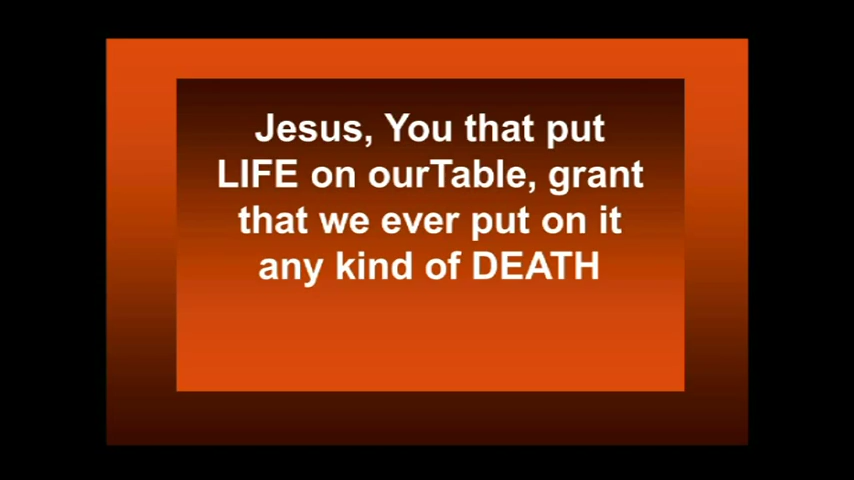 Jesus, You that put
LIFE on ourTable, grant
that we ever put on it
any kind of DEATH